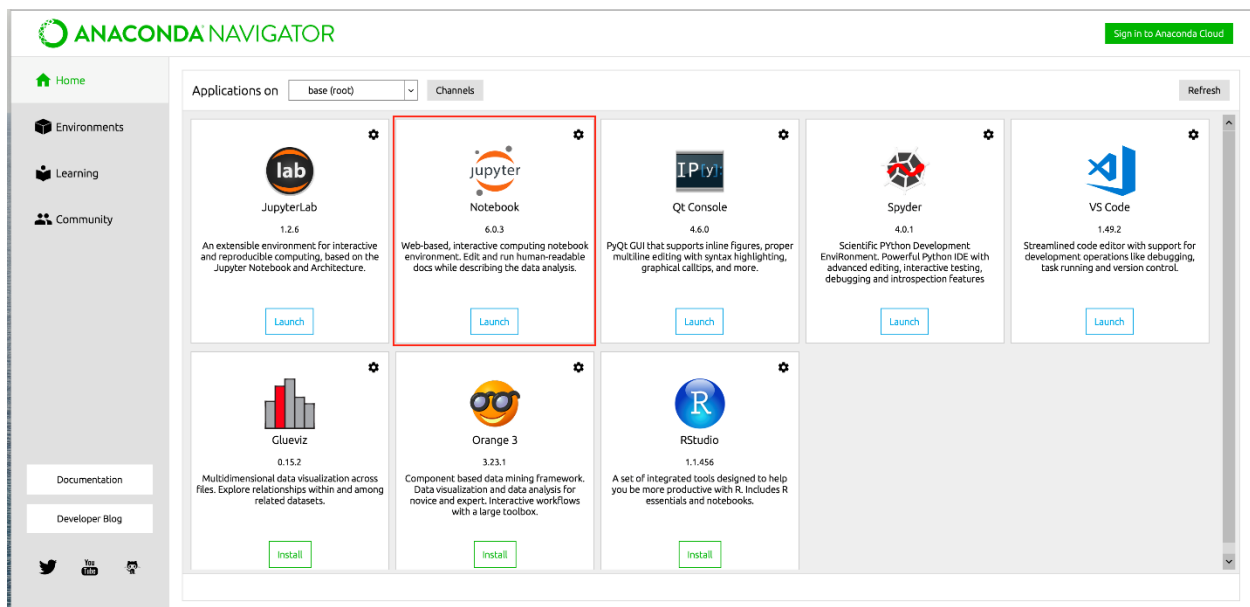 ANACONDA NAVIGATOR
Sign in to Anaconda Cloud
Home
Environments
Learning
Community
Documentation
Developer Blog
You
Tube
Applications on
base (root)
Channels
Refresh
lab
JupyterLab
1.2.6
An extensible environment for interactive
and reproducible computing, based on the
Jupyter Notebook and Architecture.
Launch
jupyter
Notebook
6.0.3
Web-based, interactive computing notebook
environment. Edit and run human-readable
docs while describing the data analysis.
Launch
IP[y]:
Qt Console
4.6.0
PyQt GUI that supports inline figures, proper
multiline editing with syntax highlighting,
graphical calltips, and more.
Launch
Spyder
4.0.1
Scientific PYthon Development
EnviRonment. Powerful Python IDE with
advanced editing, interactive testing,
debugging and introspection features
Launch
VS Code
1.49.2
Streamlined code editor with support for
development operations like debugging,
task running and version control.
Launch
Glueviz
0.15.2
Multidimensional data visualization across
files. Explore relationships within and among
related datasets.
Install
Orange 3
3.23.1
Component based data mining framework.
Data visualization and data analysis for
novice and expert. Interactive workflows
with a large toolbox.
Install
R
RStudio
1.1.456
A set of integrated tools designed to help
you be more productive with R. Includes R
essentials and notebooks.
Install